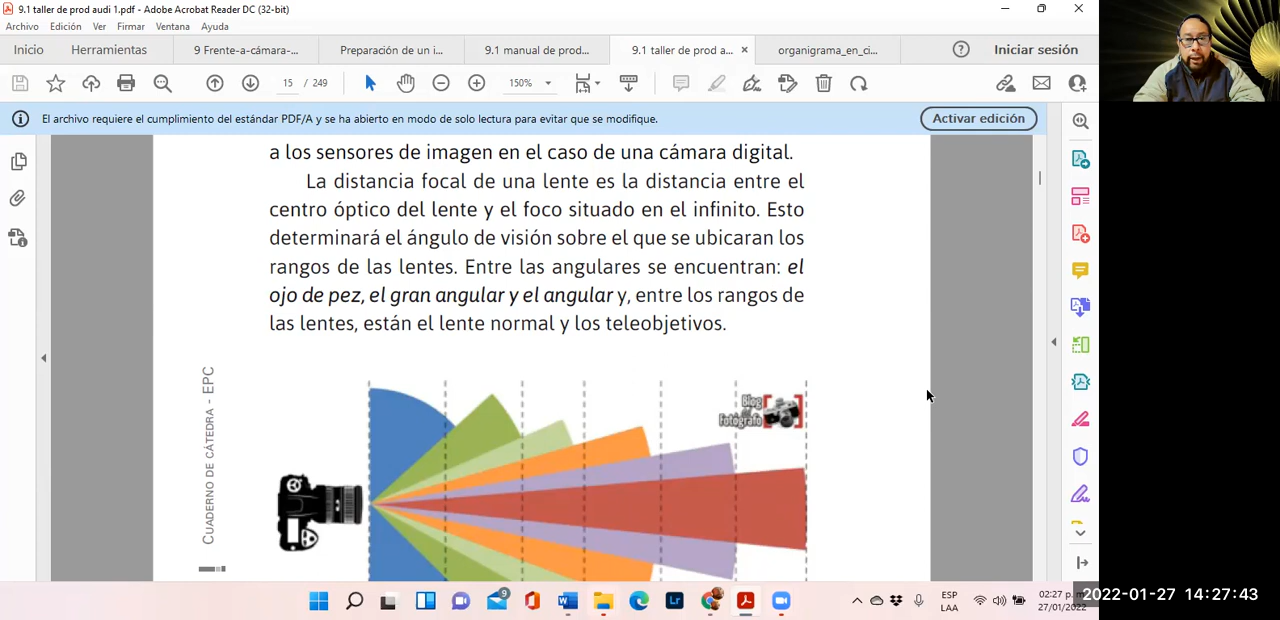 9.1 taller de prod audi 1.pdf - Adobe Acrobat Reader DC (32-bit)
Archivo Edición Ver Firmar Ventana Ayuda
Inicio Herramientas 9 Frente-a-cámara-... Preparación de un i... 9.1 manual de prod... 9.1 taller de prod a... × organigrama_en_ci... ? Iniciar sesión
15 / 249 150%
El archivo requiere el cumplimiento del estándar PDF/A y se ha abierto en modo de solo lectura para evitar que se modifique. Activar edición
a los sensores de imagen en el caso de una cámara digital.
La distancia focal de una lente es la distancia entre el
centro óptico del lente y el foco situado en el infinito. Esto
determinará el ángulo de visión sobre el que se ubicaran los
rangos de las lentes. Entre las angulares se encuentran: el
ojo de pez, el gran angular y el angular y, entre los rangos de
las lentes, están el lente normal y los teleobjetivos.
CUADERNO DE CÁTEDRA - EPC
Blog
del
Fotógrafo
9
ESP
LAA
02:27 p. m.
27/01/2022
2022-01-27 14:27:43